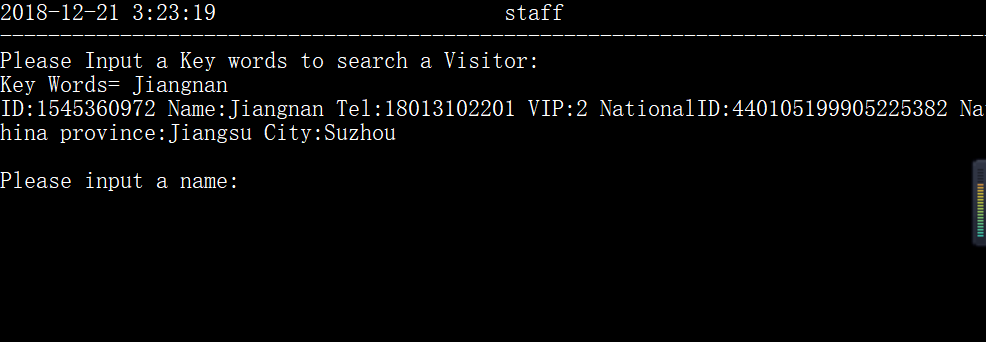 2018-12-21 3:23:19 staff
--------------------------------------------------------------------------------
Please Input a Key words to search a Visitor:
Key Words= Jiangnan
ID:1545360972 Name:Jiangnan Tel:18013102201 VIP:2 NationalID:440105199905225382 Na
hina province:Jiangsu City:Suzhou
Please input a name: